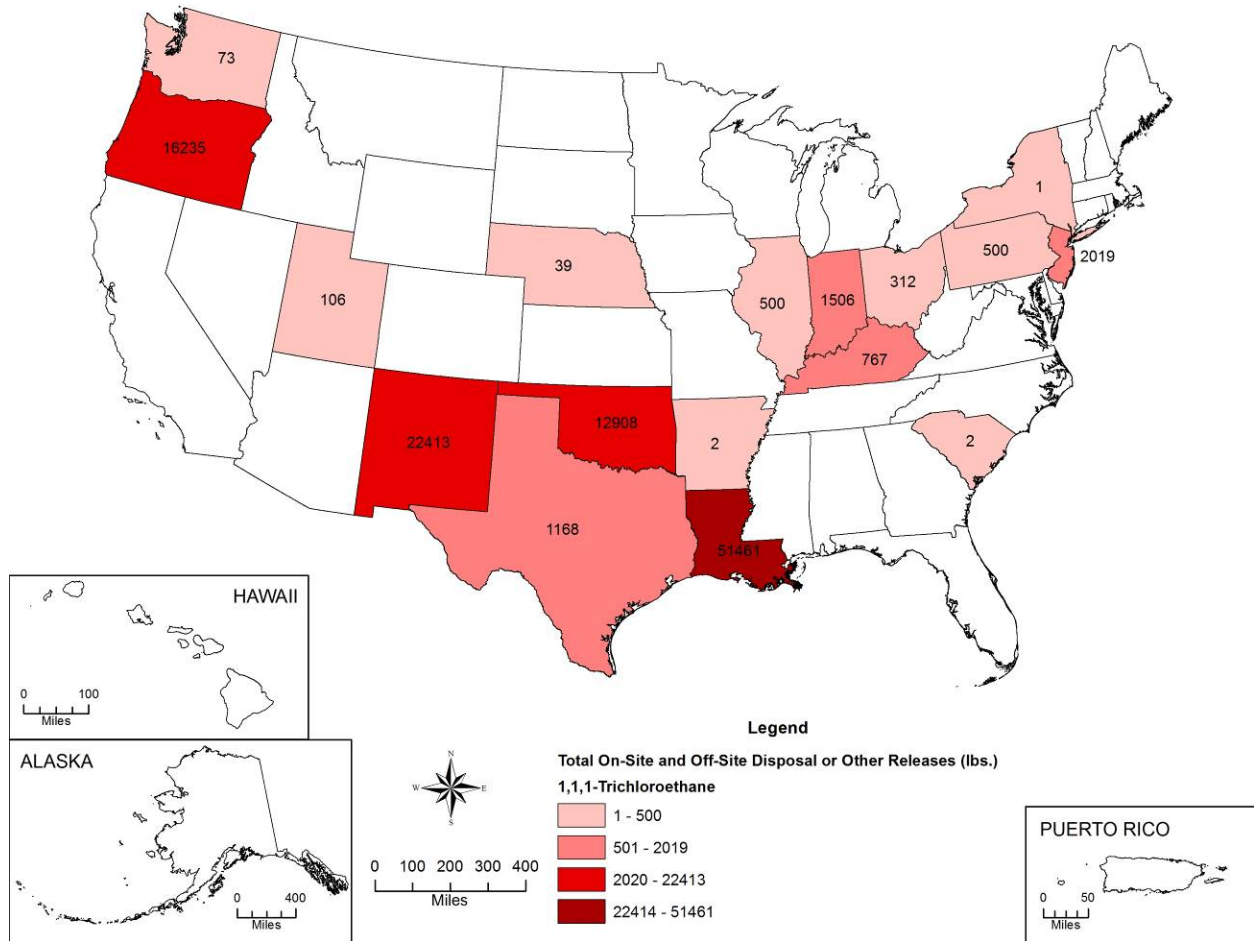 73
16235
1
39
500
2019
106
500
1506
312
767
12908
22413
2
2
1168
51461
HAWAII
0 100
Miles
ALASKA
0 400
Miles
N
W E
S
0 100 200 300 400
Miles
Legend
Total On-Site and Off-Site Disposal or Other Releases (lbs.)
1,1,1-Trichloroethane
1 - 500
501 - 2019
2020 - 22413
22414 - 51461
PUERTO RICO
0 50
Miles